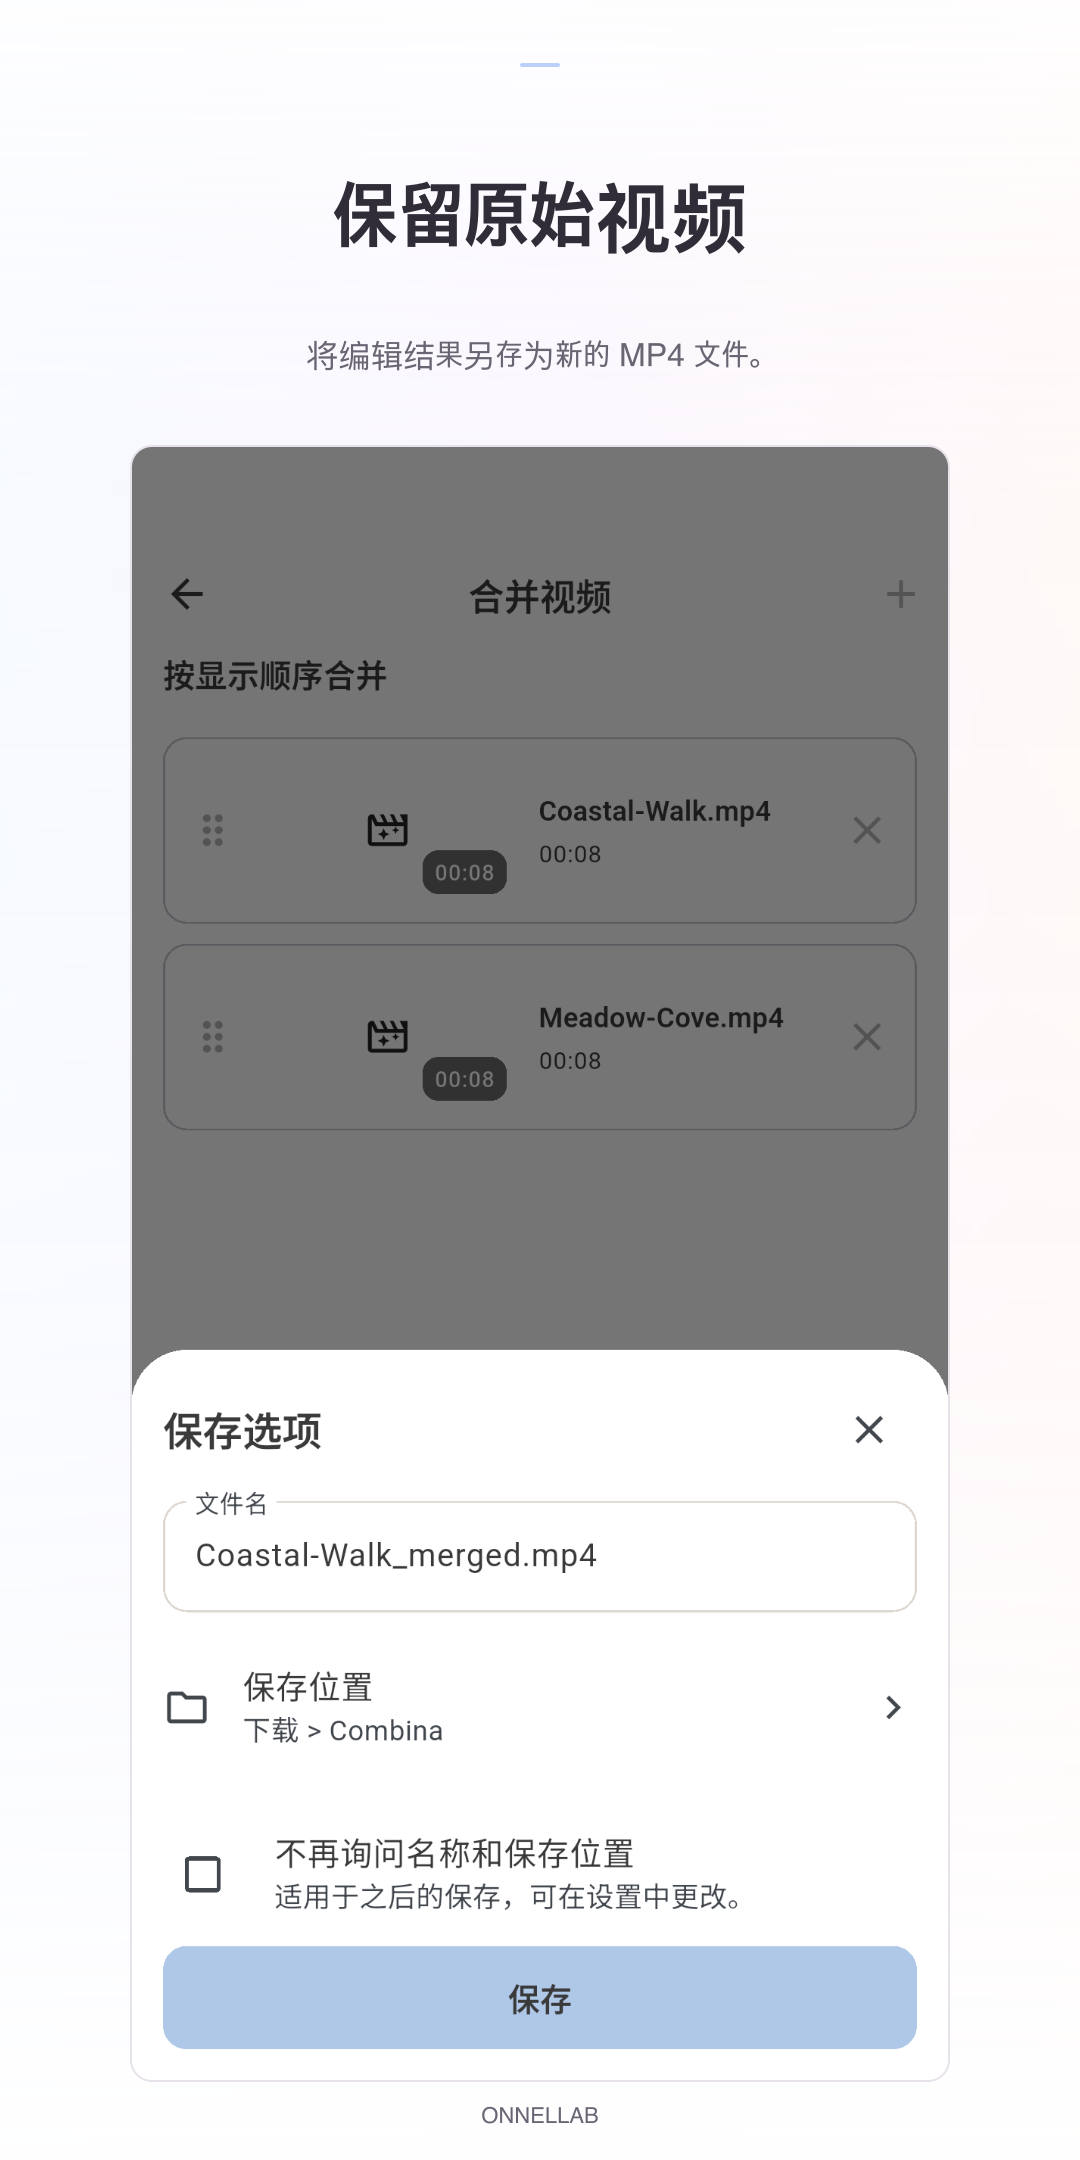 保留原始视频
将编辑结果另存为新的 MP4 文件。
合并视频
按显示顺序合并
Coastal-Walk.mp4
00:08
00:08
Meadow-Cove.mp4
00:08
00:08
保存选项
文件名
Coastal-Walk_merged.mp4
保存位置
下载 > Combina
不再询问名称和保存位置
适用于之后的保存，可在设置中更改。
保存
ONNELLAB